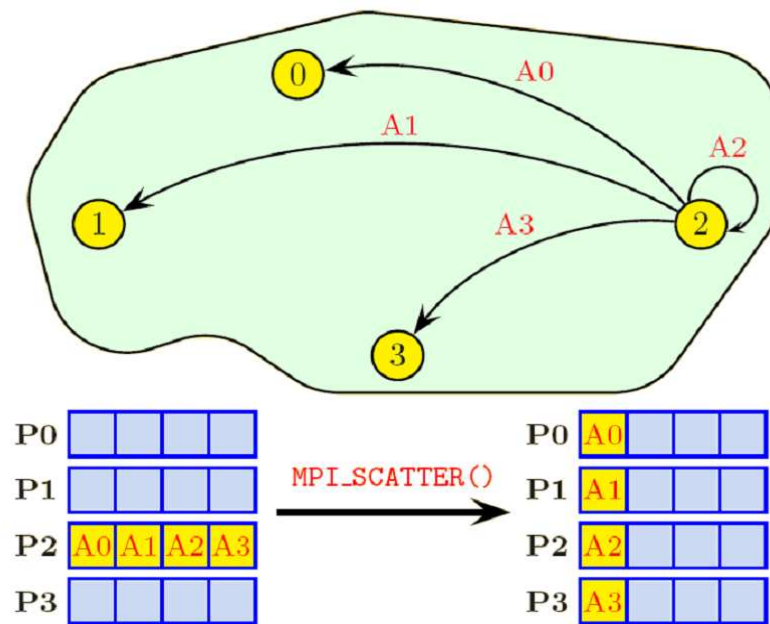 0
A0
A1
A2
1
A3
2
3
P0
P0 A0
P1
MPI_SCATTER()
P1 A1
P2 A0 A1 A2 A3
P2 A2
P3
P3 A3